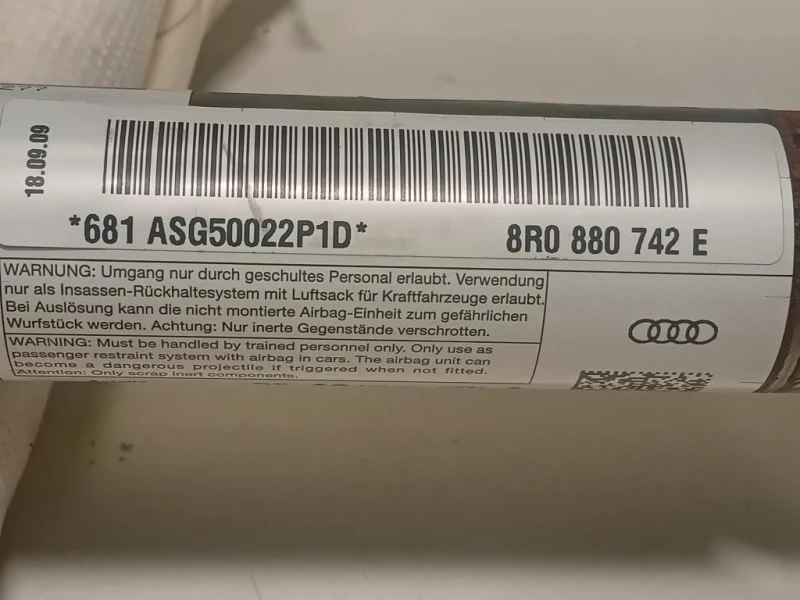 18.09.09
*681 ASG50022P1D*
8R0 880 742 E
WARNUNG: Umgang nur durch geschultes Personal erlaubt. Verwendung
nur als Insassen-Rückhaltesystem mit Luftsack für Kraftfahrzeuge erlaubt.
Bei Auslösung kann die nicht montierte Airbag-Einheit zum gefährlichen
Wurfstück werden. Achtung: Nur inerte Gegenstände verschrotten.
WARNING: Must be handled by trained personnel only. Only use as
passenger restraint system with airbag in cars. The airbag unit can
become a dangerous projectile if triggered when not fitted.
Attention: Only scrap inert components.